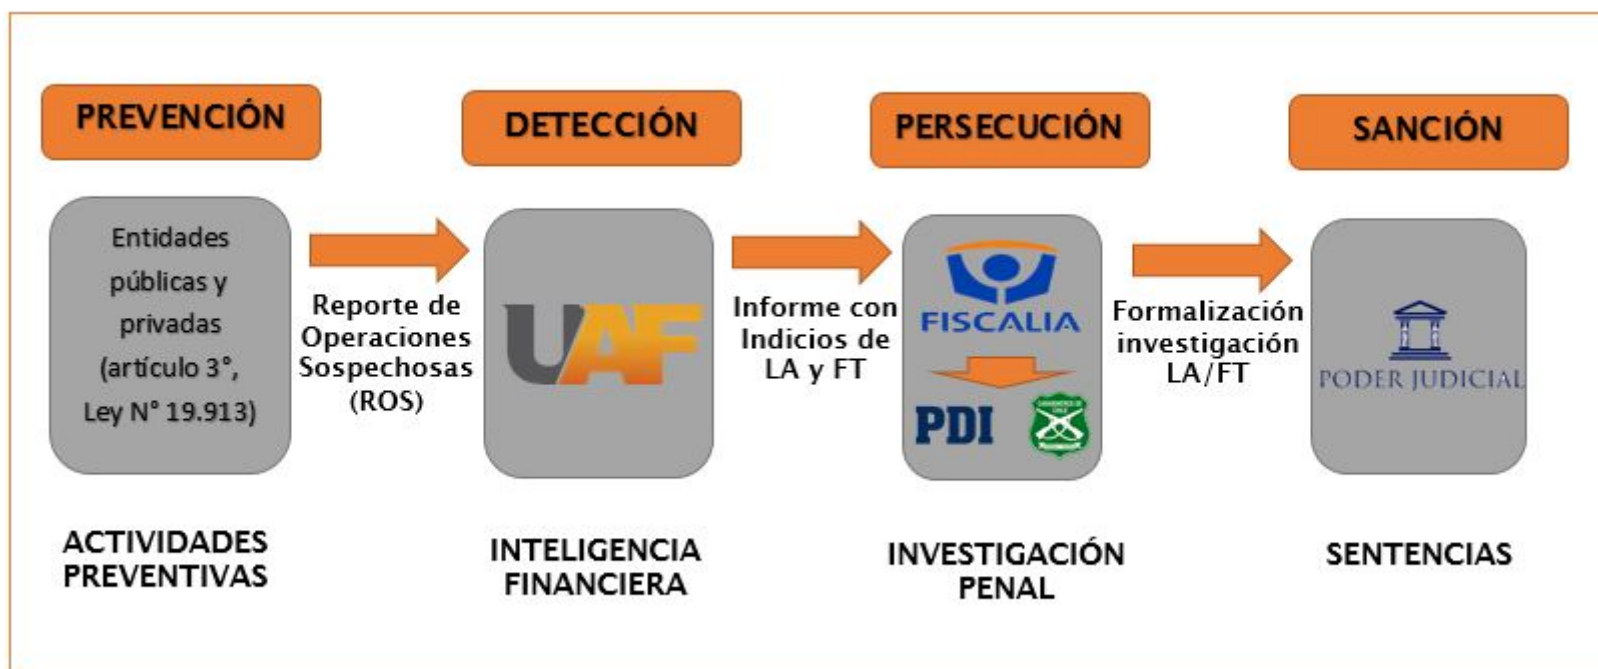 PREVENCIÓN
DETECCIÓN
PERSECUCIÓN
SANCIÓN
Entidades
públicas y
privadas
(artículo 3°,
Ley N° 19.913)
Reporte de
Operaciones
Sospechosas
(ROS)
UAF
Informe con
Indicios de
LA y FT
FISCALIA
PDI
Formalización
investigación
LA/FT
PODER JUDICIAL
ACTIVIDADES
PREVENTIVAS
INTELIGENCIA
FINANCIERA
INVESTIGACIÓN
PENAL
SENTENCIAS